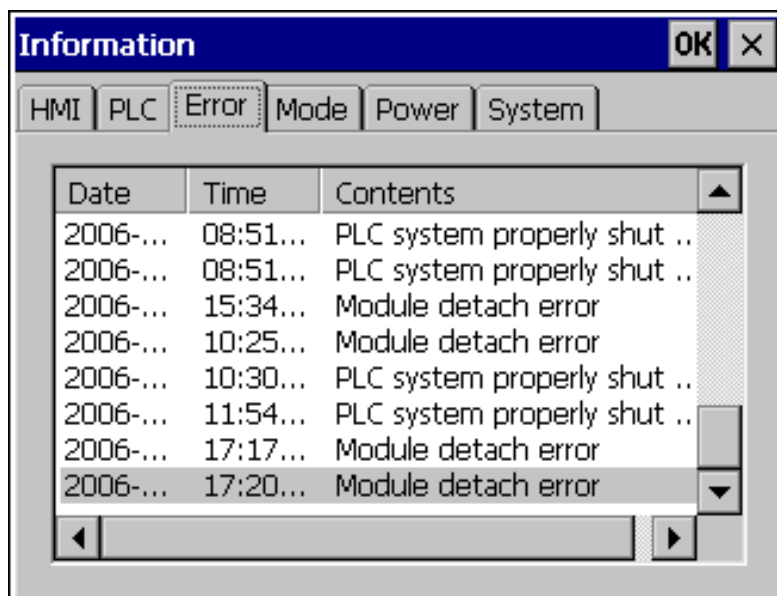 Information OK ×
HMI PLC Error Mode Power System
Date Time Contents
2006-... 08:51... PLC system properly shut ..
2006-... 08:51... PLC system properly shut ..
2006-... 15:34... Module detach error
2006-... 10:25... Module detach error
2006-... 10:30... PLC system properly shut ..
2006-... 11:54... PLC system properly shut ..
2006-... 17:17... Module detach error
2006-... 17:20... Module detach error